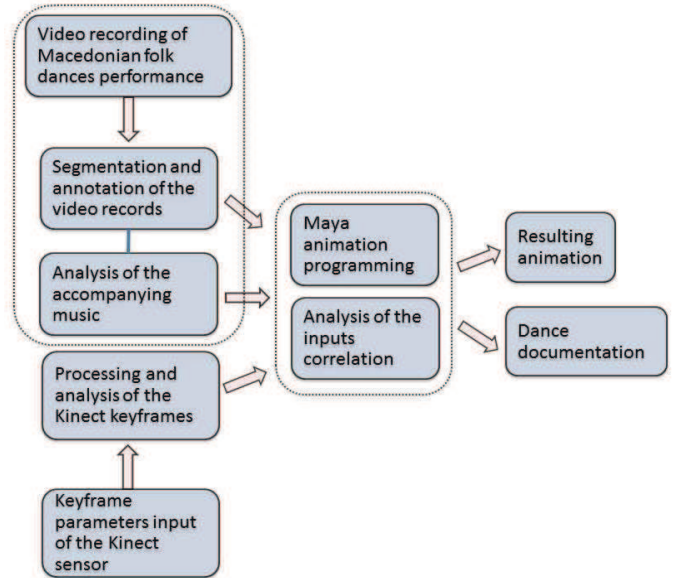 Video recording of
Macedonian folk
dances performance
Segmentation and
annotation of the
video records
Analysis of the
accompanying
music
Processing and
analysis of the
Kinect keyframes
Keyframe
parameters input
of the Kinect
sensor
Maya
animation
programming
Analysis of the
inputs
correlation
Resulting
animation
Dance
documentation